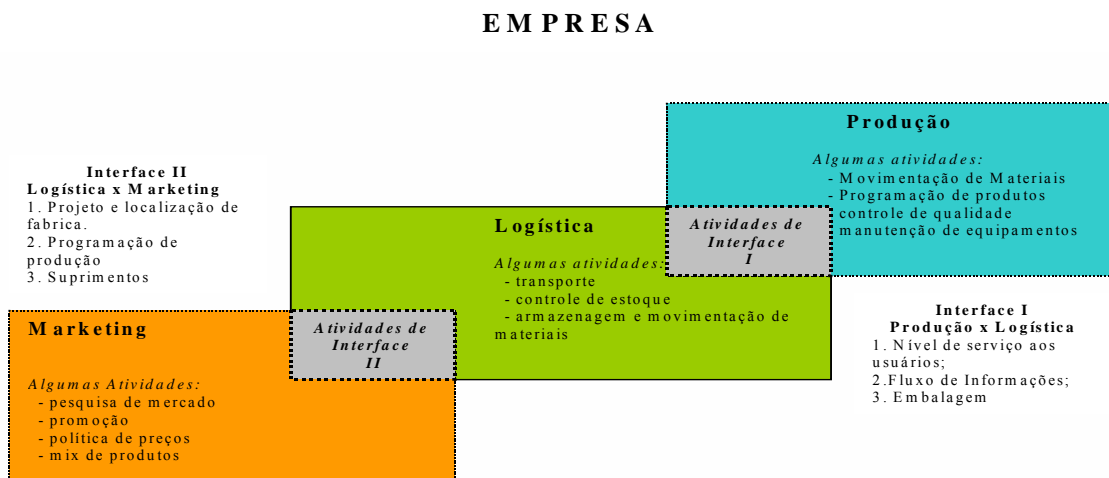 EMPRESA
Produção
Algumas atividades:
- Movimentação de Materiais
- Programação de produtos
controle de qualidade
manutenção de equipamentos
Interface II
Logística x Marketing
1. Projeto e localização de
fabrica.
2. Programação de
produção
3. Suprimentos
Logística
Algumas atividades:
- transporte
- controle de estoque
- armazenagem e movimentação de
materiais
Atividades de
Interface
I
Marketing
Algumas Atividades:
- pesquisa de mercado
- promoção
- política de preços
- mix de produtos
Atividades de
Interface
II
Interface I
Produção x Logística
1. Nível de serviço aos
usuários;
2.Fluxo de Informações;
3. Embalagem